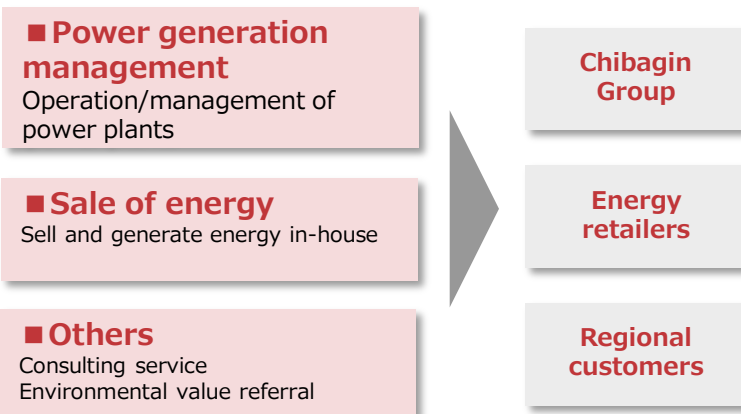 ■Power generation
management
Operation/management of
power plants
■Sale of energy
Sell and generate energy in-house
■Others
Consulting service
Environmental value referral
Chibagin
Group
Energy
retailers
Regional
customers